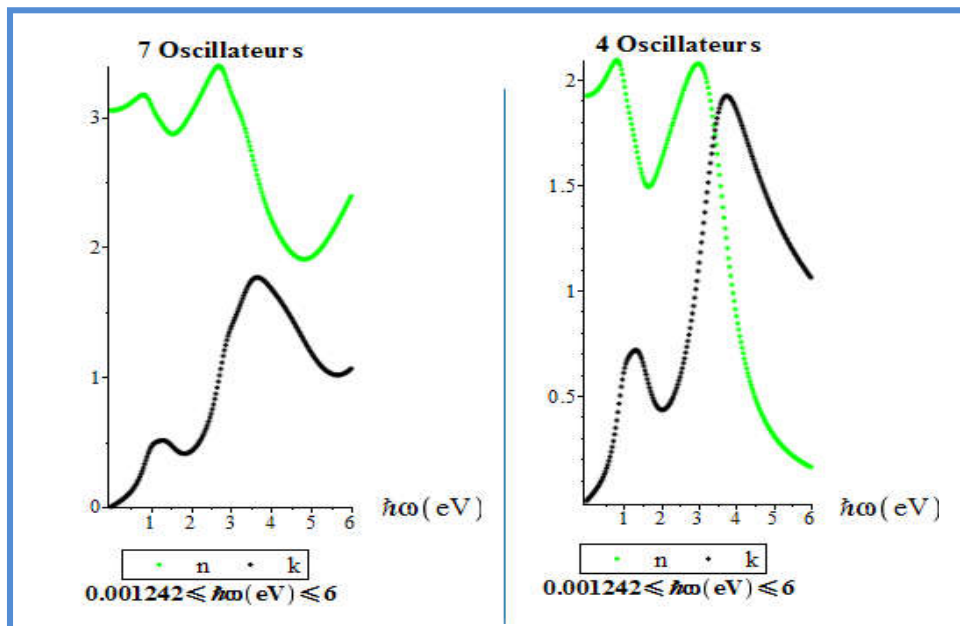 7 Oscillateurs
3
2
1
0
1 2 3 4 5 6
ℏω(eV)
n k
0.001242≤ℏω(eV)≤6
4 Oscillateurs
2
1.5
1
0.5
1 2 3 4 5 6
ℏω(eV)
n k
0.001242≤ℏω(eV)≤6